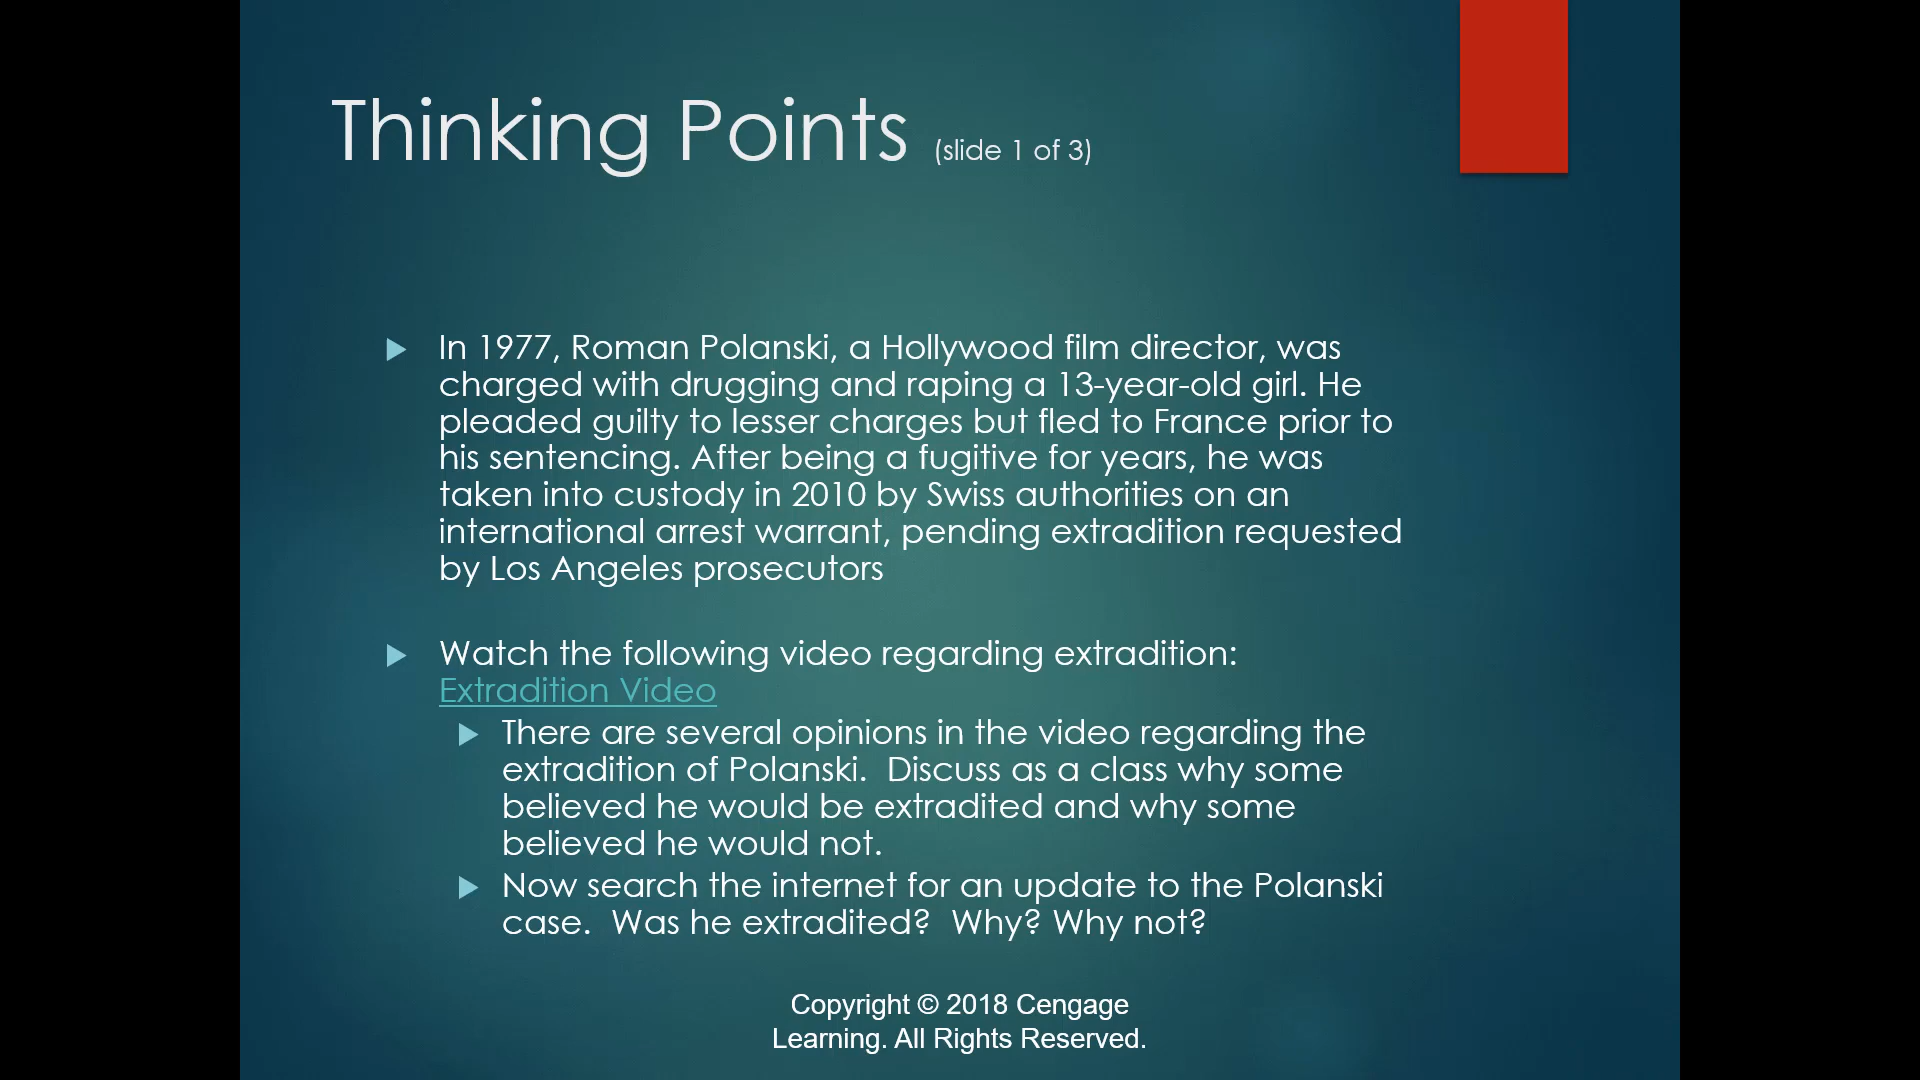 Thinking Points (slide 1 of 3)
In 1977, Roman Polanski, a Hollywood film director, was
charged with drugging and raping a 13-year-old girl. He
pleaded guilty to lesser charges but fled to France prior to
his sentencing. After being a fugitive for years, he was
taken into custody in 2010 by Swiss authorities on an
international arrest warrant, pending extradition requested
by Los Angeles prosecutors
Watch the following video regarding extradition:
Extradition Video
There are several opinions in the video regarding the
extradition of Polanski.  Discuss as a class why some
believed he would be extradited and why some
believed he would not.
Now search the internet for an update to the Polanski
case.  Was he extradited?  Why? Why not?
Copyright © 2018 Cengage
Learning. All Rights Reserved.